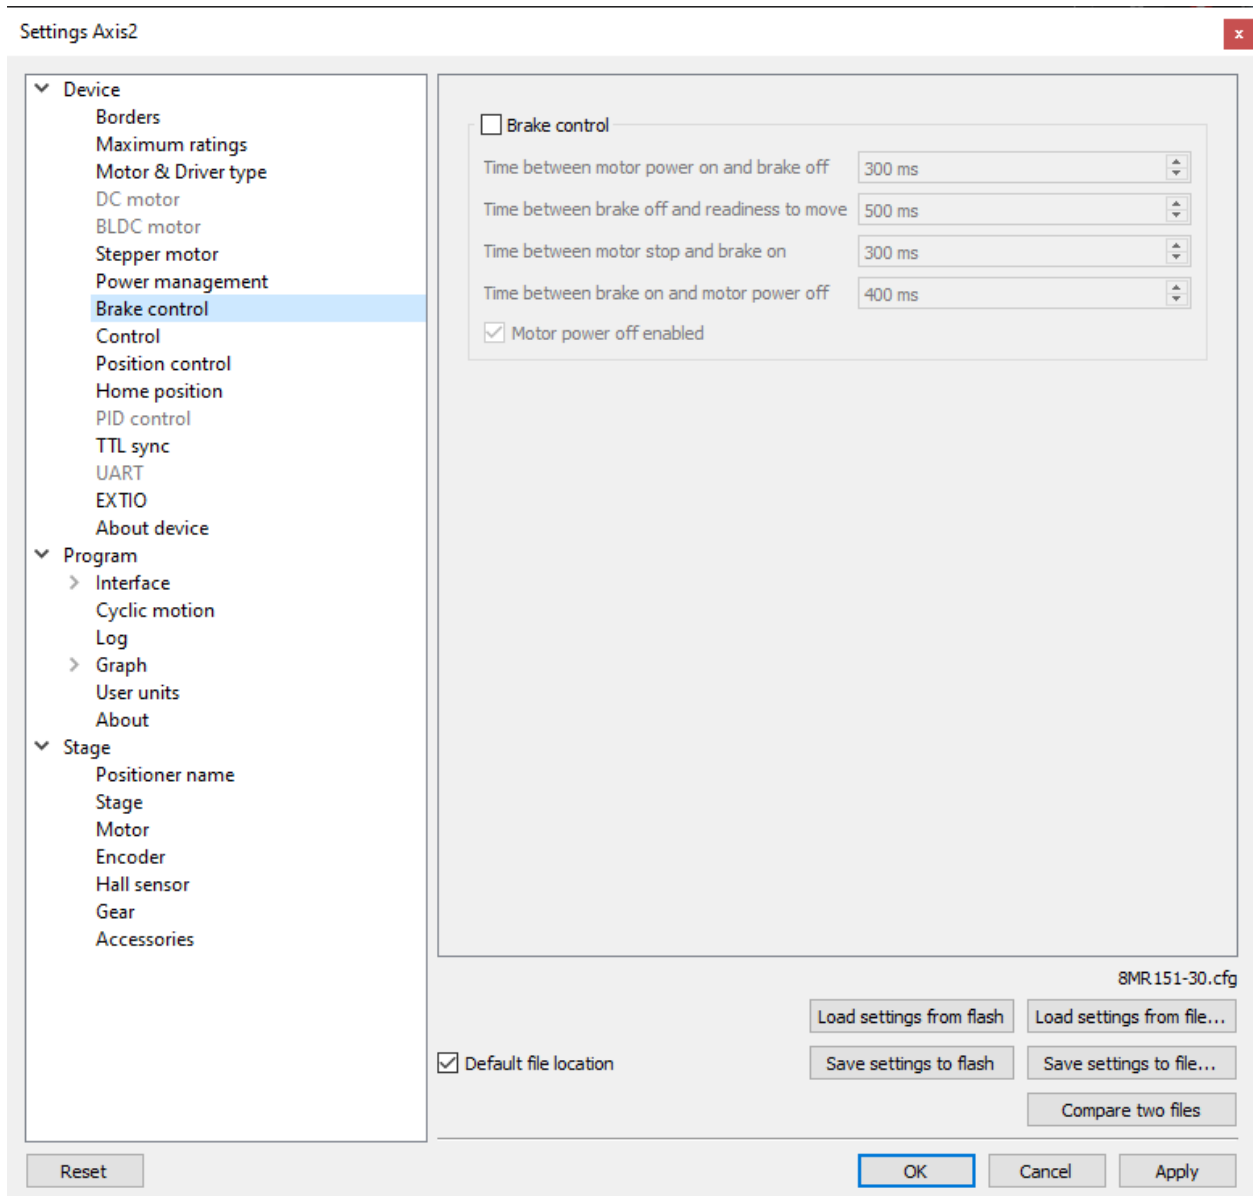 Settings Axis2
x
Device
Borders
Maximum ratings
Motor & Driver type
DC motor
BLDC motor
Stepper motor
Power management
Brake control
Control
Position control
Home position
PID control
TTL sync
UART
EXTIO
About device
Program
Interface
Cyclic motion
Log
Graph
User units
About
Stage
Positioner name
Stage
Motor
Encoder
Hall sensor
Gear
Accessories
Brake control
Time between motor power on and brake off 300 ms
Time between brake off and readiness to move 500 ms
Time between motor stop and brake on 300 ms
Time between brake on and motor power off 400 ms
Motor power off enabled
8MR151-30.cfg
Load settings from flash Load settings from file...
Default file location Save settings to flash Save settings to file...
Compare two files
Reset OK Cancel Apply